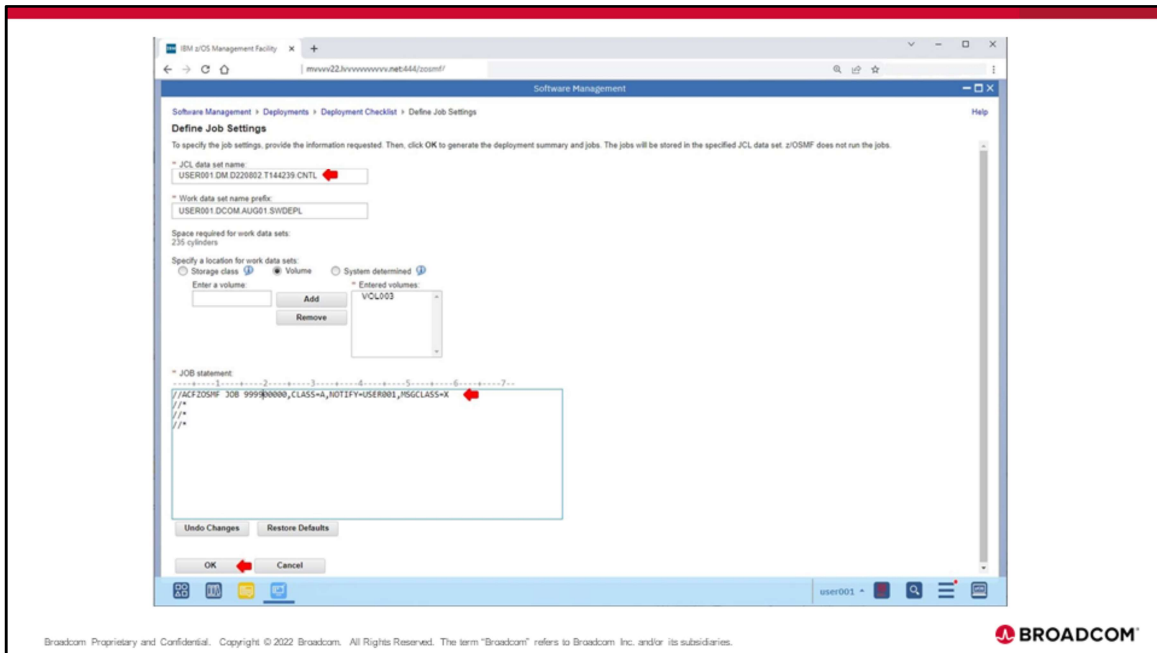 IBM z/OS Management Facility
mvvvv22.lvvvvvvvvvv.net:444/zosmf/
Software Management
Software Management > Deployments > Deployment Checklist > Define Job Settings Help
Define Job Settings
To specify the job settings, provide the information requested. Then, click OK to generate the deployment summary and jobs. The jobs will be stored in the specified JCL data set. z/OSMF does not run the jobs.
* JCL data set name:
USER001.DM.D220802.T144239.CNTL
* Work data set name prefix:
USER001.DCOM.AUG01.SWDEPL
Space required for work data sets:
235 cylinders
Specify a location for work data sets:
Storage class Volume System determined
Enter a volume: * Entered volumes:
Add VOL003
Remove
* JOB statement:
----+----1----+----2----+----3----+----4----+----5----+----6----+----7--
//ACFZOSMF JOB 999900000,CLASS=A,NOTIFY=USER001,MSGCLASS=X
//*
//*
//*
Undo Changes Restore Defaults
OK Cancel
user001
Broadcom Proprietary and Confidential. Copyright © 2022 Broadcom. All Rights Reserved. The term "Broadcom" refers to Broadcom Inc. and/or its subsidiaries.
BROADCOM